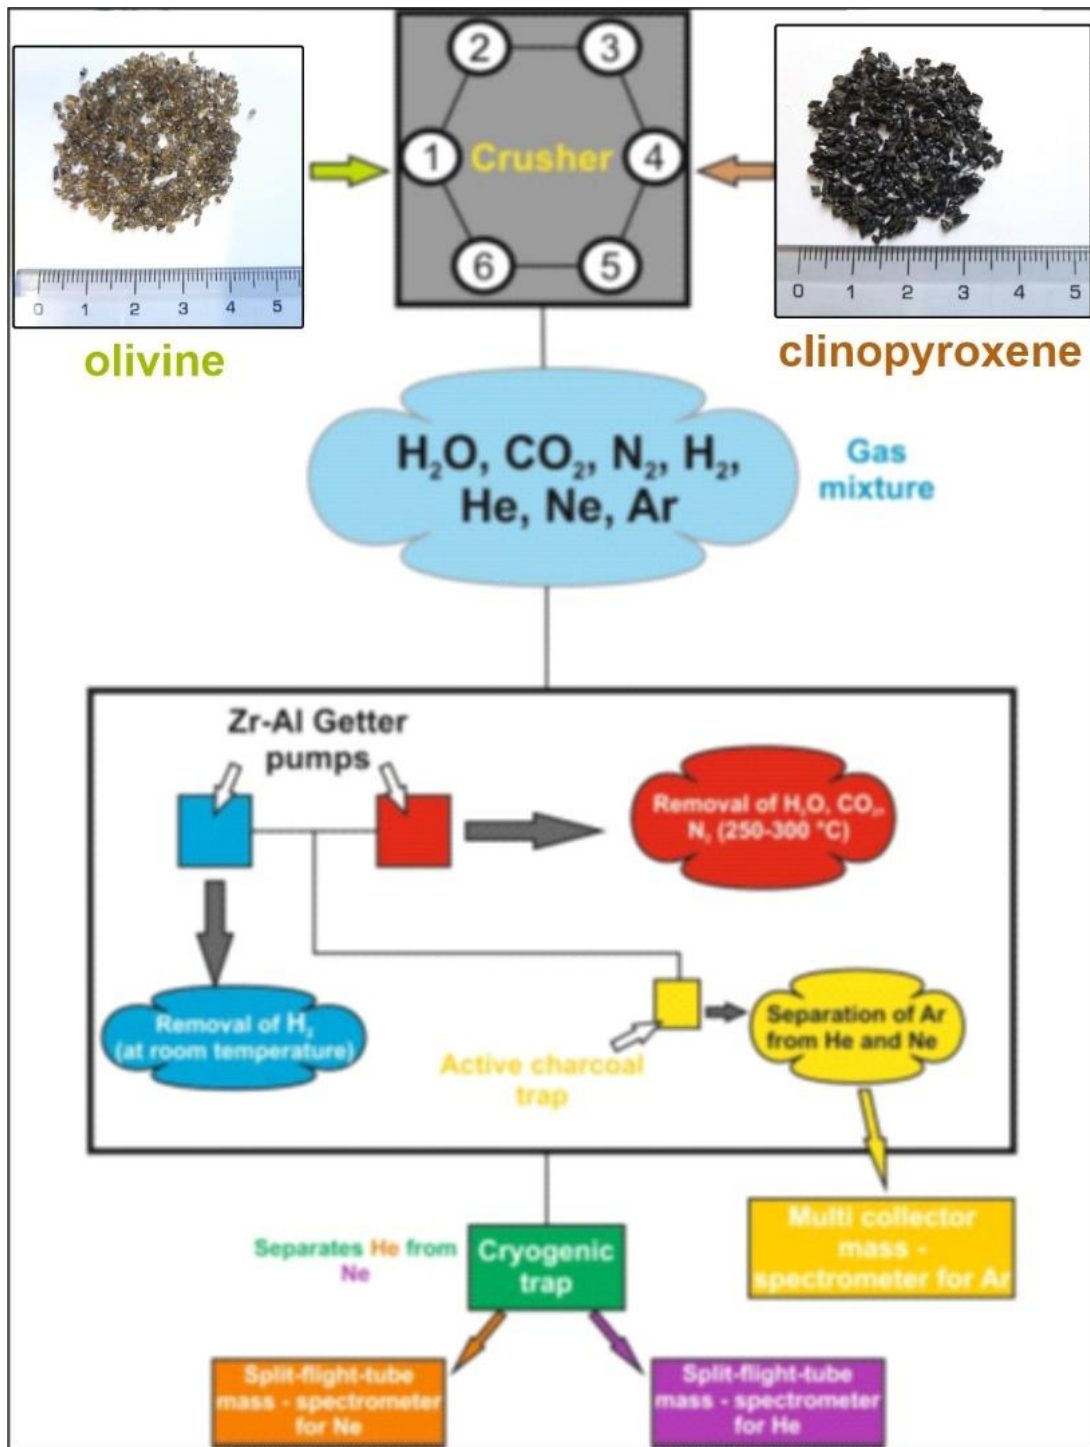 2
3
1
Crusher
4
6
5
0 1 2 3 4 5
olivine
0 1 2 3 4 5
clinopyroxene
H₂O, CO₂, N₂, H₂,
He, Ne, Ar
Gas
mixture
Zr-Al Getter
pumps
Removal of H₂O, CO₂,
N₂ (250-300 °C)
Removal of H₂
(at room temperature)
Active charcoal
trap
Separation of Ar
from He and Ne
Multi collector
mass -
spectrometer for Ar
Separates He from
Ne
Cryogenic
trap
Split-flight-tube
mass - spectrometer
for Ne
Split-flight-tube
mass - spectrometer
for He